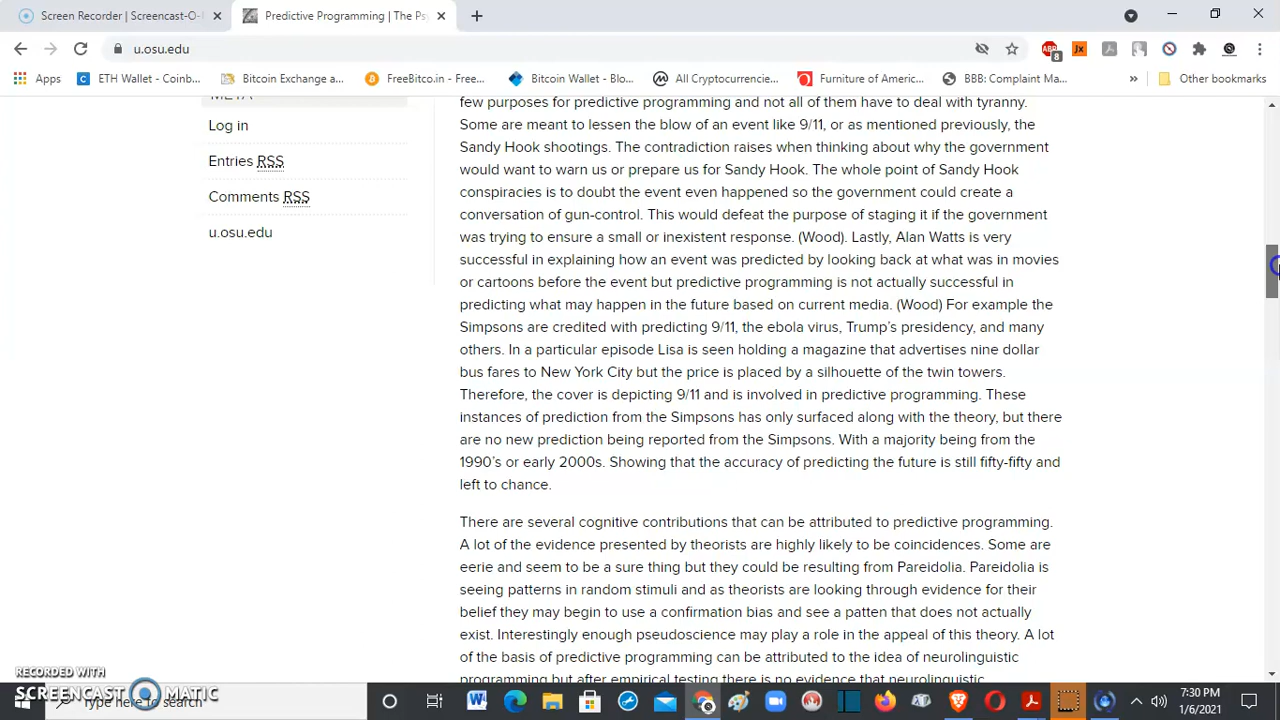 Screen Recorder | Screencast-O-
Predictive Programming | The Psy
u.osu.edu
8
Jx
Apps
ETH Wallet - Coinb...
Bitcoin Exchange a...
FreeBitco.in - Free...
Bitcoin Wallet - Blo...
All Cryptocurrencie...
Furniture of Americ...
BBB: Complaint Ma...
Other bookmarks
META
Log in
Entries RSS
Comments RSS
u.osu.edu
few purposes for predictive programming and not all of them have to deal with tyranny.
Some are meant to lessen the blow of an event like 9/11, or as mentioned previously, the
Sandy Hook shootings. The contradiction raises when thinking about why the government
would want to warn us or prepare us for Sandy Hook. The whole point of Sandy Hook
conspiracies is to doubt the event even happened so the government could create a
conversation of gun-control. This would defeat the purpose of staging it if the government
was trying to ensure a small or inexistent response. (Wood). Lastly, Alan Watts is very
successful in explaining how an event was predicted by looking back at what was in movies
or cartoons before the event but predictive programming is not actually successful in
predicting what may happen in the future based on current media. (Wood) For example the
Simpsons are credited with predicting 9/11, the ebola virus, Trump's presidency, and many
others. In a particular episode Lisa is seen holding a magazine that advertises nine dollar
bus fares to New York City but the price is placed by a silhouette of the twin towers.
Therefore, the cover is depicting 9/11 and is involved in predictive programming. These
instances of prediction from the Simpsons has only surfaced along with the theory, but there
are no new prediction being reported from the Simpsons. With a majority being from the
1990's or early 2000s. Showing that the accuracy of predicting the future is still fifty-fifty and
left to chance.
There are several cognitive contributions that can be attributed to predictive programming.
A lot of the evidence presented by theorists are highly likely to be coincidences. Some are
eerie and seem to be a sure thing but they could be resulting from Pareidolia. Pareidolia is
seeing patterns in random stimuli and as theorists are looking through evidence for their
belief they may begin to use a confirmation bias and see a patten that does not actually
exist. Interestingly enough pseudoscience may play a role in the appeal of this theory. A lot
of the basis of predictive programming can be attributed to the idea of neurolinguistic
programming but after empirical testing there is no evidence that neurolinguistic
RECORDED WITH
SCREENCAST MATIC
Type here to search
7:30 PM
1/6/2021